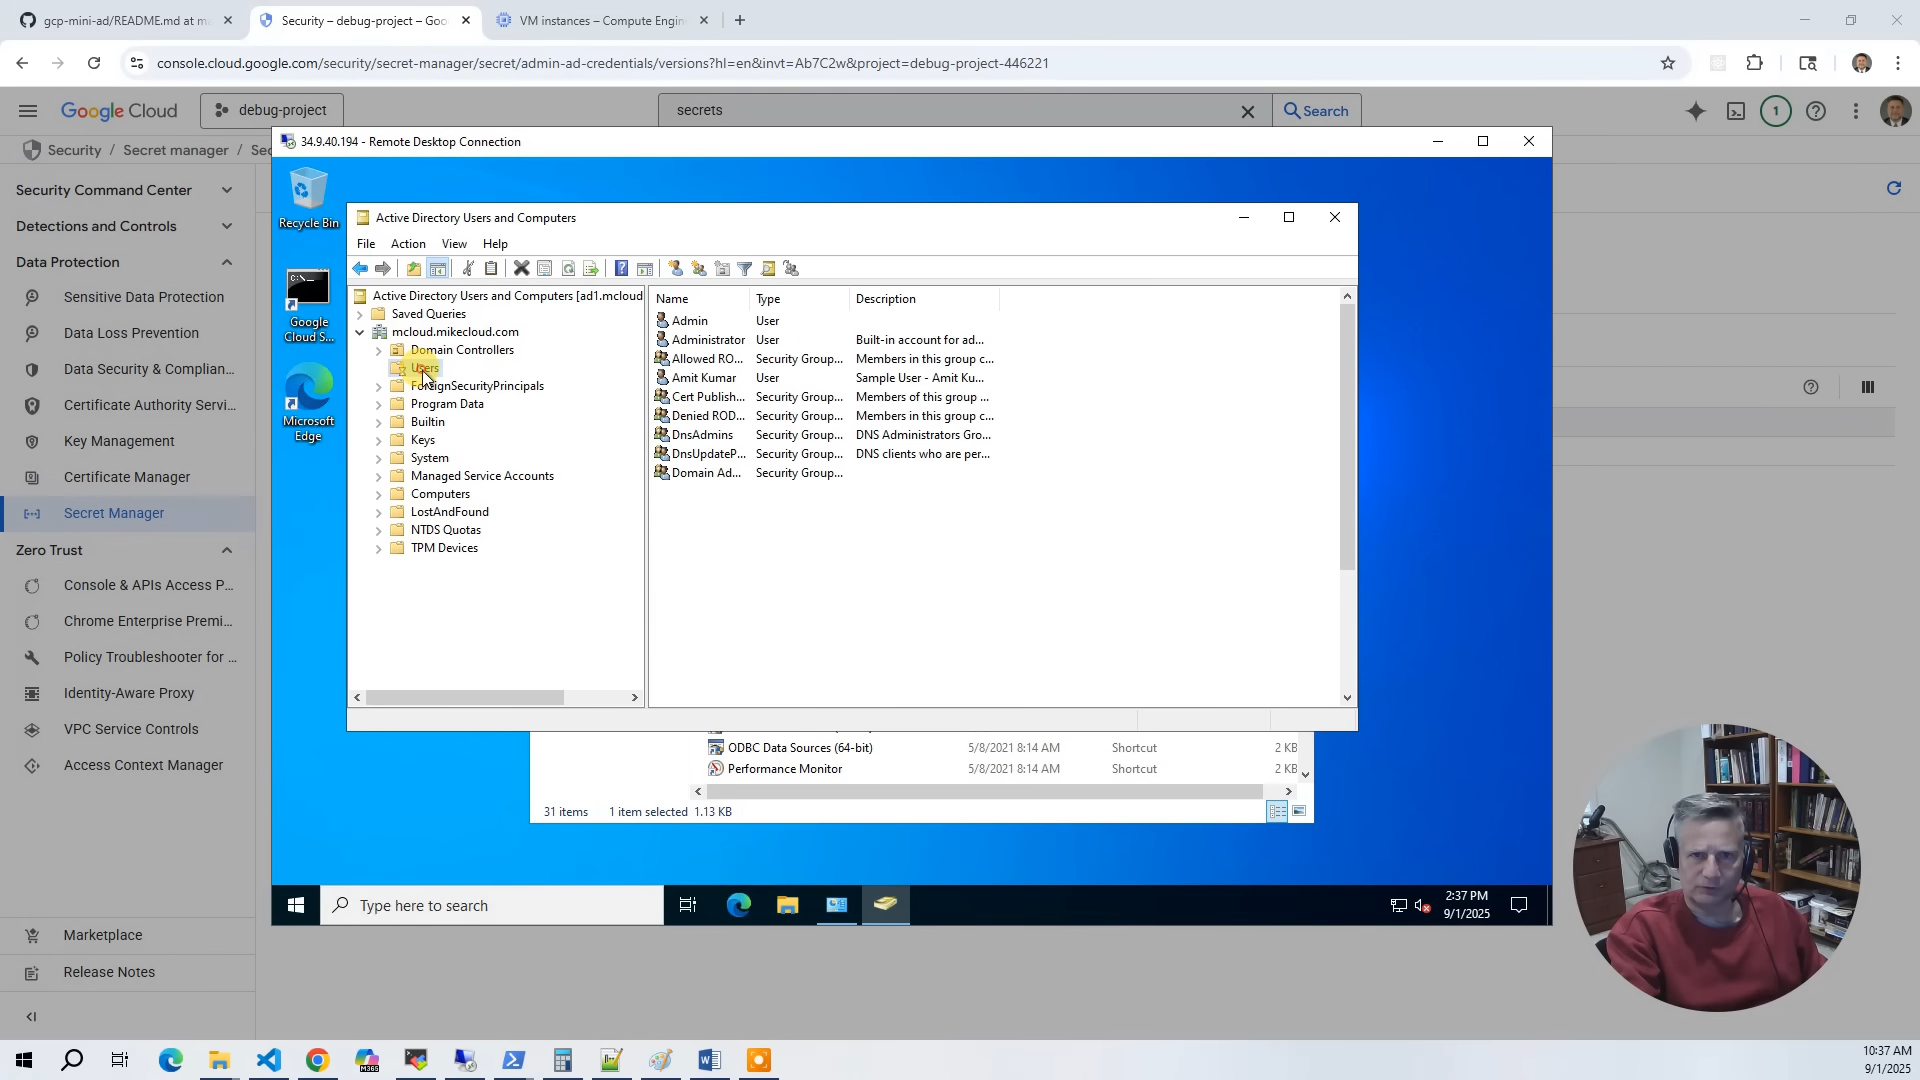 gcp-mini-ad/README.md at ma
Security – debug-project – Goo
VM instances – Compute Engin
console.cloud.google.com/security/secret-manager/secret/admin-ad-credentials/versions?hl=en&invt=Ab7C2w&project=debug-project-446221
Google Cloud
debug-project
secrets
Search
1
Security / Secret manager / Sec
34.9.40.194 - Remote Desktop Connection
Security Command Center
Detections and Controls
Data Protection
Sensitive Data Protection
Data Loss Prevention
Data Security & Complian...
Certificate Authority Servi...
Key Management
Certificate Manager
Secret Manager
Zero Trust
Console & APIs Access P...
Chrome Enterprise Premi...
Policy Troubleshooter for ...
Identity-Aware Proxy
VPC Service Controls
Access Context Manager
Marketplace
Release Notes
Recycle Bin
Google
Cloud S...
Microsoft
Edge
Active Directory Users and Computers
File Action View Help
Active Directory Users and Computers [ad1.mcloud
Saved Queries
mcloud.mikecloud.com
Domain Controllers
Users
ForeignSecurityPrincipals
Program Data
Builtin
Keys
System
Managed Service Accounts
Computers
LostAndFound
NTDS Quotas
TPM Devices
Name Type Description
Admin User
Administrator User Built-in account for ad...
Allowed RO... Security Group... Members in this group c...
Amit Kumar User Sample User - Amit Ku...
Cert Publish... Security Group... Members of this group ...
Denied ROD... Security Group... Members in this group c...
DnsAdmins Security Group... DNS Administrators Gro...
DnsUpdateP... Security Group... DNS clients who are per...
Domain Ad... Security Group...
ODBC Data Sources (64-bit) 5/8/2021 8:14 AM Shortcut 2 KB
Performance Monitor 5/8/2021 8:14 AM Shortcut 2 KB
31 items 1 item selected 1.13 KB
Type here to search
2:37 PM
9/1/2025
10:37 AM
9/1/2025